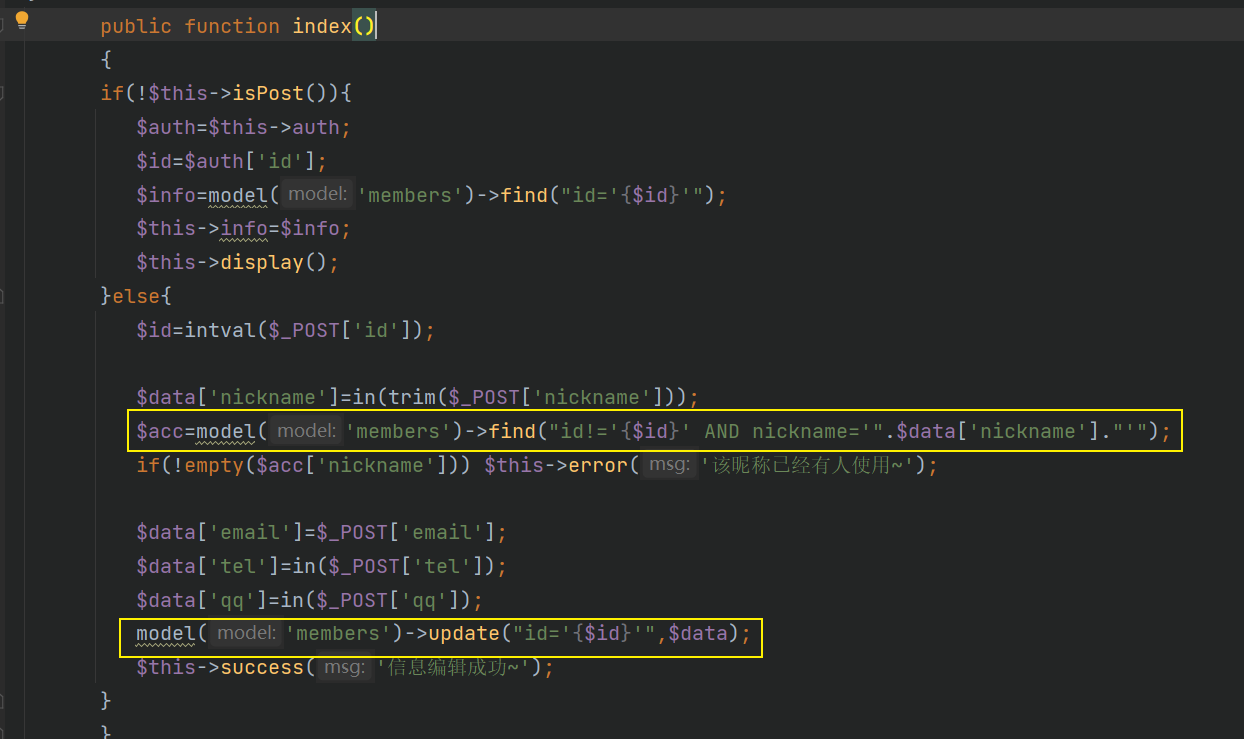 public function index()
{
if(!$this->isPost()){
$auth=$this->auth;
$id=$auth['id'];
$info=model( model: 'members')->find("id='{$id}'");
$this->info=$info;
$this->display();
}else{
$id=intval($_POST['id']);
$data['nickname']=in(trim($_POST['nickname']));
$acc=model( model: 'members')->find("id!='{$id}' AND nickname='".$data['nickname']."'");
if(!empty($acc['nickname'])) $this->error( msg: '该昵称已经有人使用~');
$data['email']=$_POST['email'];
$data['tel']=in($_POST['tel']);
$data['qq']=in($_POST['qq']);
model( model: 'members')->update("id='{$id}'",$data);
$this->success( msg: '信息编辑成功~');
}
}